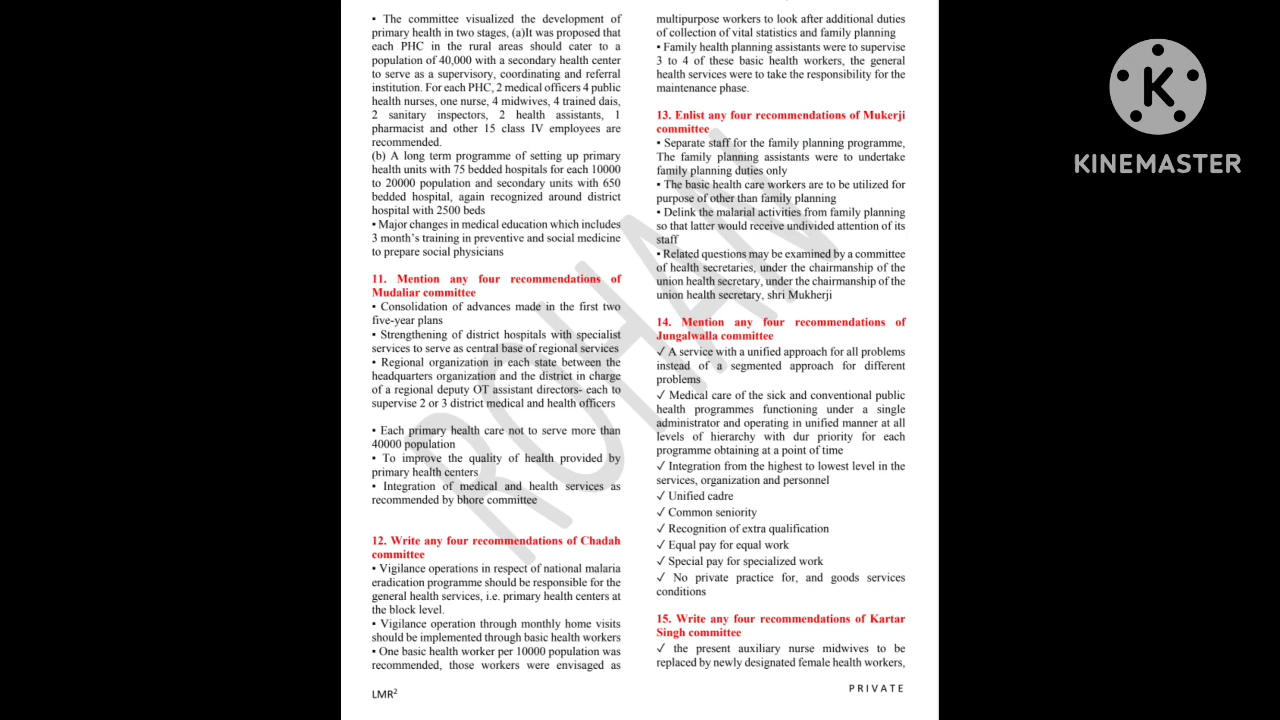 ▪ The committee visualized the development of
primary health in two stages, (a)It was proposed that
each PHC in the rural areas should cater to a
population of 40,000 with a secondary health center
to serve as a supervisory, coordinating and referral
institution. For each PHC, 2 medical officers 4 public
health nurses, one nurse, 4 midwives, 4 trained dais,
2 sanitary inspectors, 2 health assistants, 1
pharmacist and other 15 class IV employees are
recommended.
(b) A long term programme of setting up primary
health units with 75 bedded hospitals for each 10000
to 20000 population and secondary units with 650
bedded hospital, again recognized around district
hospital with 2500 beds
▪ Major changes in medical education which includes
3 month's training in preventive and social medicine
to prepare social physicians
11. Mention any four recommendations of
Mudaliar committee
▪ Consolidation of advances made in the first two
five-year plans
▪ Strengthening of district hospitals with specialist
services to serve as central base of regional services
▪ Regional organization in each state between the
headquarters organization and the district in charge
of a regional deputy OT assistant directors- each to
supervise 2 or 3 district medical and health officers
▪ Each primary health care not to serve more than
40000 population
▪ To improve the quality of health provided by
primary health centers
▪ Integration of medical and health services as
recommended by bhore committee
12. Write any four recommendations of Chadah
committee
▪ Vigilance operations in respect of national malaria
eradication programme should be responsible for the
general health services, i.e. primary health centers at
the block level.
▪ Vigilance operation through monthly home visits
should be implemented through basic health workers
▪ One basic health worker per 10000 population was
recommended, those workers were envisaged as
multipurpose workers to look after additional duties
of collection of vital statistics and family planning
▪ Family health planning assistants were to supervise
3 to 4 of these basic health workers, the general
health services were to take the responsibility for the
maintenance phase.
13. Enlist any four recommendations of Mukerji
committee
▪ Separate staff for the family planning programme,
The family planning assistants were to undertake
family planning duties only
▪ The basic health care workers are to be utilized for
purpose of other than family planning
▪ Delink the malarial activities from family planning
so that latter would receive undivided attention of its
staff
▪ Related questions may be examined by a committee
of health secretaries, under the chairmanship of the
union health secretary, under the chairmanship of the
union health secretary, shri Mukherji
14. Mention any four recommendations of
Jungalwalla committee
✓ A service with a unified approach for all problems
instead of a segmented approach for different
problems
✓ Medical care of the sick and conventional public
health programmes functioning under a single
administrator and operating in unified manner at all
levels of hierarchy with dur priority for each
programme obtaining at a point of time
✓ Integration from the highest to lowest level in the
services, organization and personnel
✓ Unified cadre
✓ Common seniority
✓ Recognition of extra qualification
✓ Equal pay for equal work
✓ Special pay for specialized work
✓ No private practice for, and goods services
conditions
15. Write any four recommendations of Kartar
Singh committee
✓ the present auxiliary nurse midwives to be
replaced by newly designated female health workers,
LMR²
PRIVATE
ROHAN
K
KINEMASTER